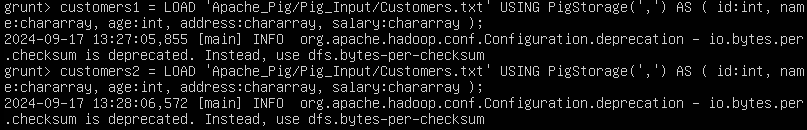 grunt> customers1 = LOAD 'Apache_Pig/Pig_Input/Customers.txt' USING PigStorage(',') AS ( id:int, nam
e:chararray, age:int, address:chararray, salary:chararray );
2024-09-17 13:27:05,855 [main] INFO  org.apache.hadoop.conf.Configuration.deprecation - io.bytes.per
.checksum is deprecated. Instead, use dfs.bytes-per-checksum
grunt> customers2 = LOAD 'Apache_Pig/Pig_Input/Customers.txt' USING PigStorage(',') AS ( id:int, nam
e:chararray, age:int, address:chararray, salary:chararray );
2024-09-17 13:28:06,572 [main] INFO  org.apache.hadoop.conf.Configuration.deprecation - io.bytes.per
.checksum is deprecated. Instead, use dfs.bytes-per-checksum